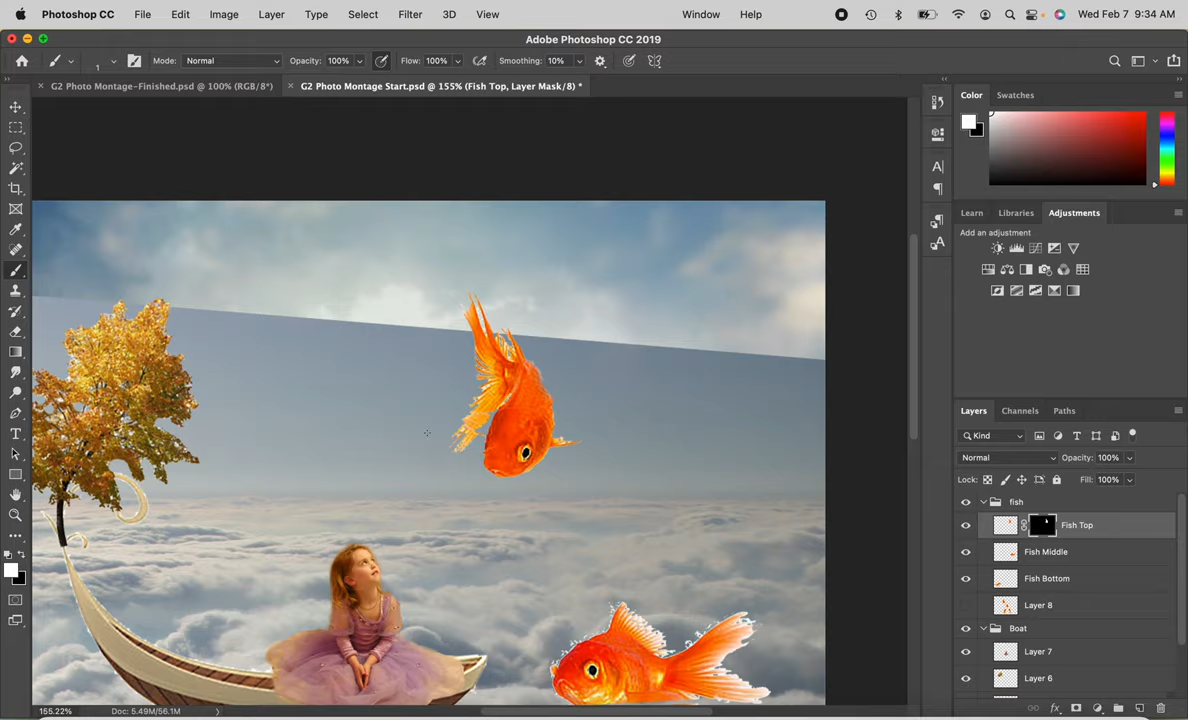 Photoshop CC File Edit Image Layer Type Select Filter 3D View Window Help Wed Feb 7 9:34 AM
Adobe Photoshop CC 2019
1 Mode: Normal Opacity: 100% Flow: 100% Smoothing: 10%
× G2 Photo Montage-Finished.psd @ 100% (RGB/8*) × G2 Photo Montage Start.psd @ 155% (Fish Top, Layer Mask/8) *
Color Swatches
Learn Libraries Adjustments
Add an adjustment
Layers Channels Paths
Kind
Normal Opacity: 100%
Lock: Fill: 100%
fish
Fish Top
Fish Middle
Fish Bottom
Layer 8
Boat
Layer 7
Layer 6
155.22% Doc: 5.49M/56.1M